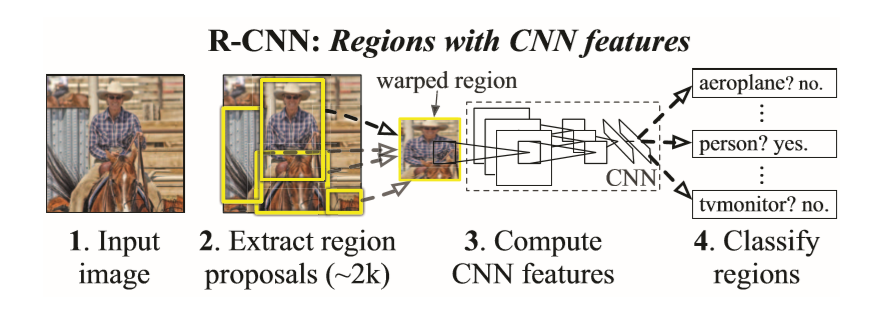 R-CNN: Regions with CNN features
warped region
aeroplane? no.
person? yes.
CNN
tvmonitor? no.
1. Input
image
2. Extract region
proposals (~2k)
3. Compute
CNN features
4. Classify
regions